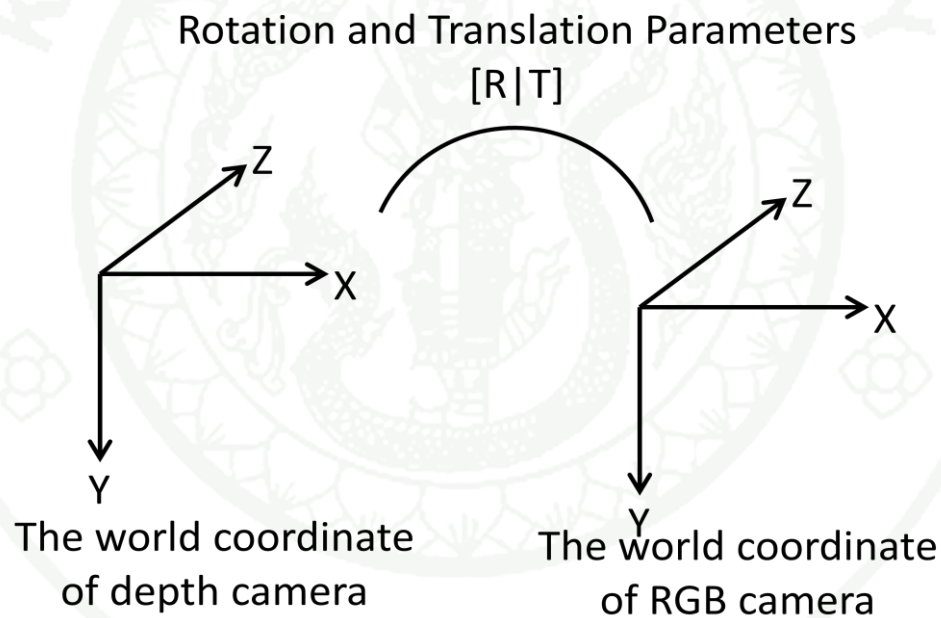 Rotation and Translation Parameters
[R|T]
Z
X
Y
The world coordinate
of depth camera
Z
X
Y
The world coordinate
of RGB camera